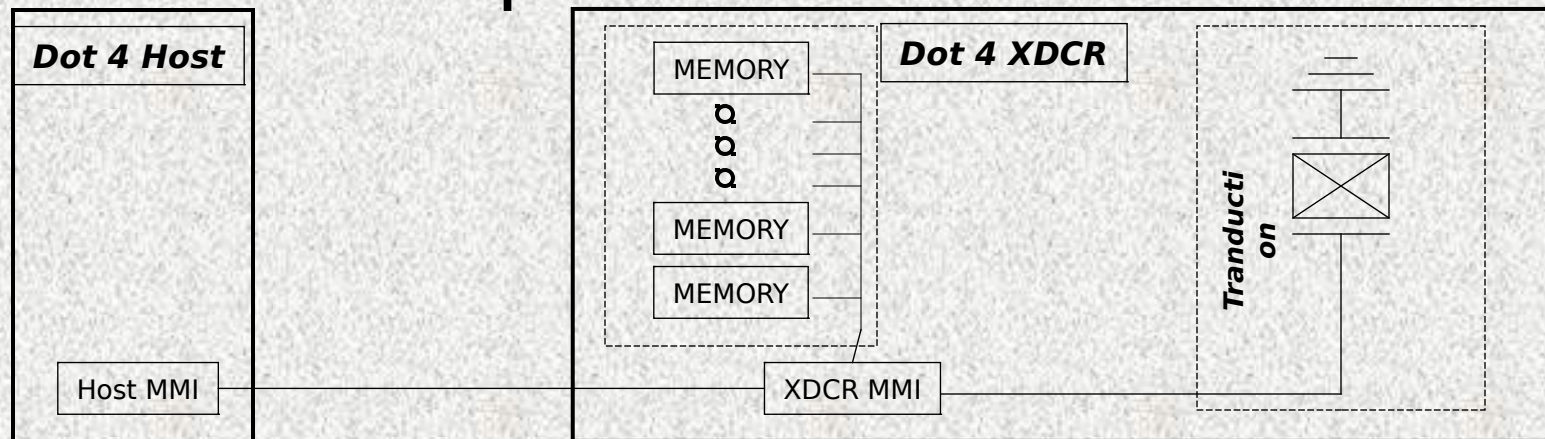 Dot 4 Host
Dot 4 XDCR
MEMORY
MEMORY
MEMORY
Tranducti
on
Host MMI
XDCR MMI